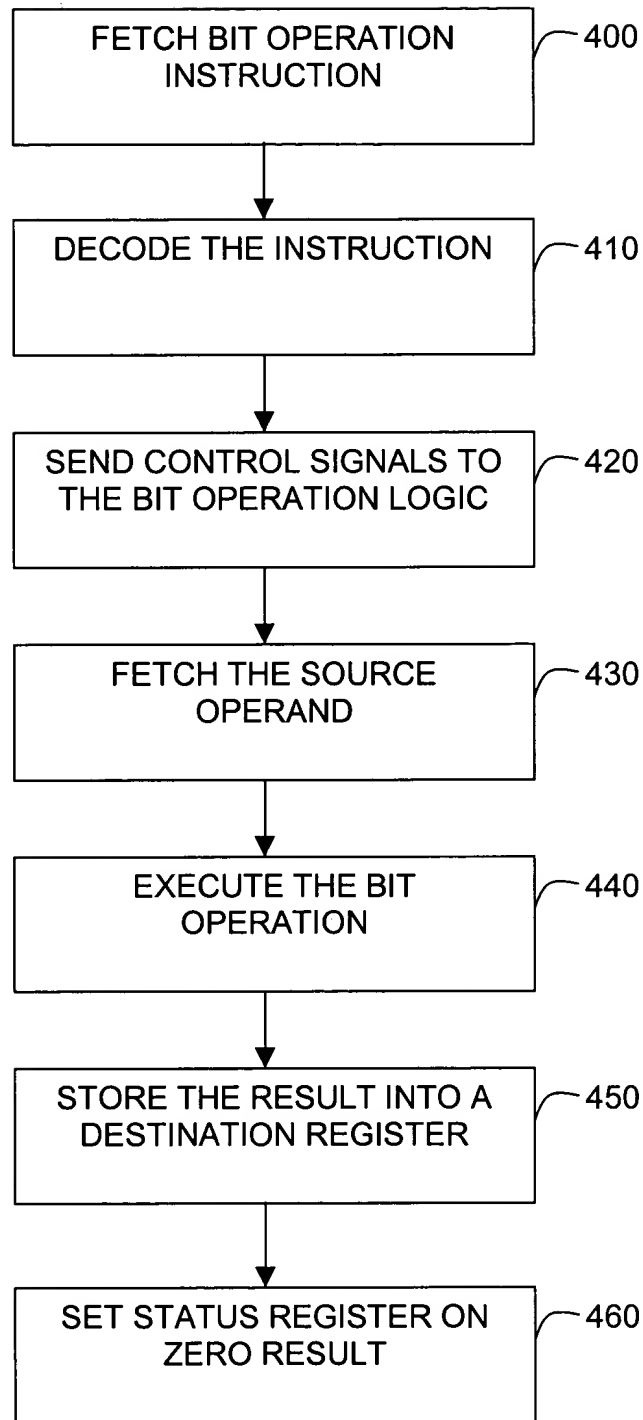 FETCH BIT OPERATION
INSTRUCTION
400
DECODE THE INSTRUCTION
410
SEND CONTROL SIGNALS TO
THE BIT OPERATION LOGIC
420
FETCH THE SOURCE
OPERAND
430
EXECUTE THE BIT
OPERATION
440
STORE THE RESULT INTO A
DESTINATION REGISTER
450
SET STATUS REGISTER ON
ZERO RESULT
460